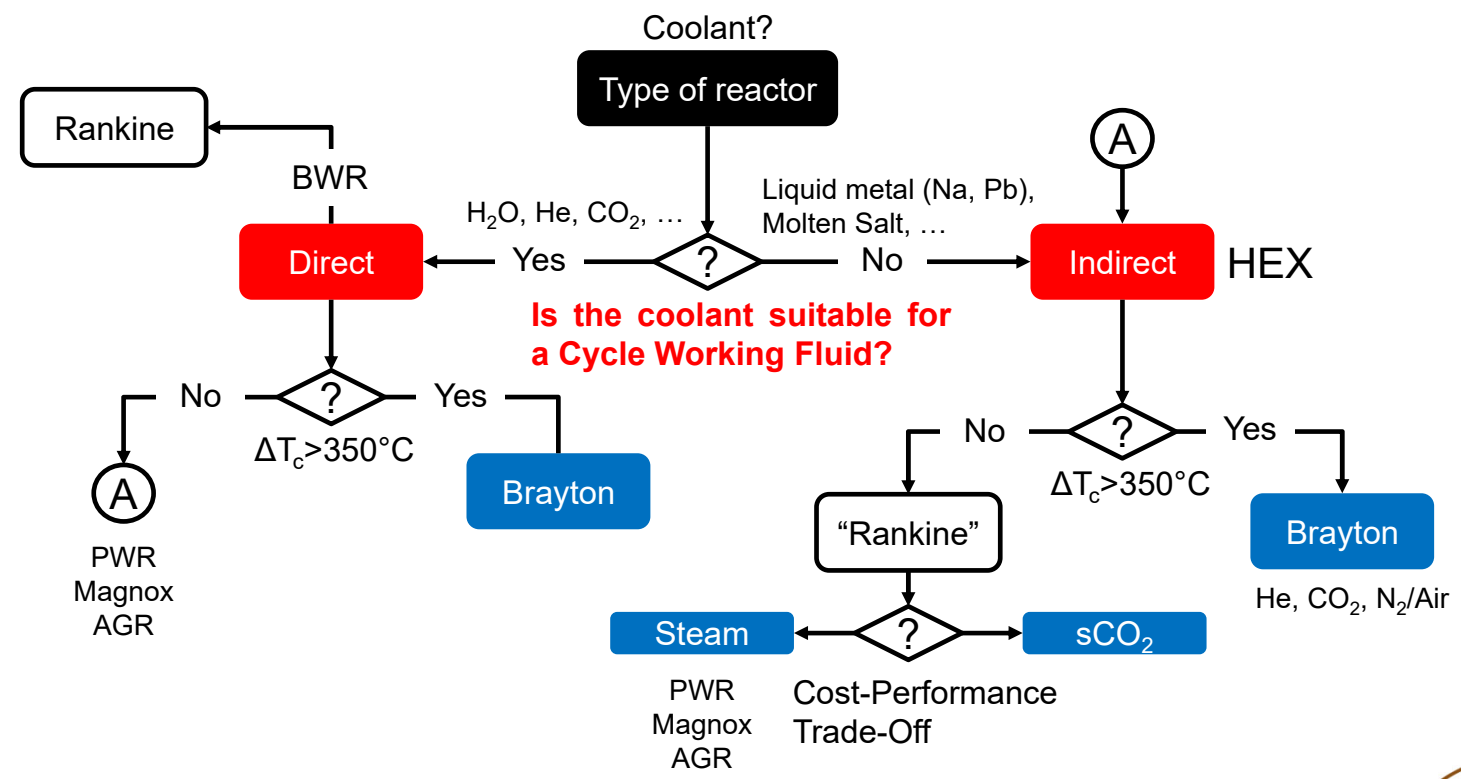 Coolant?
Type of reactor
Rankine
BWR
A
H₂O, He, CO₂, …
Liquid metal (Na, Pb),
Molten Salt, …
Direct
Yes
?
No
Indirect
HEX
Is the coolant suitable for
a Cycle Working Fluid?
No
?
Yes
ΔTc>350°C
A
PWR
Magnox
AGR
Brayton
No
?
Yes
ΔTc>350°C
“Rankine”
Brayton
He, CO₂, N₂/Air
Steam
?
sCO₂
PWR
Magnox
AGR
Cost-Performance
Trade-Off